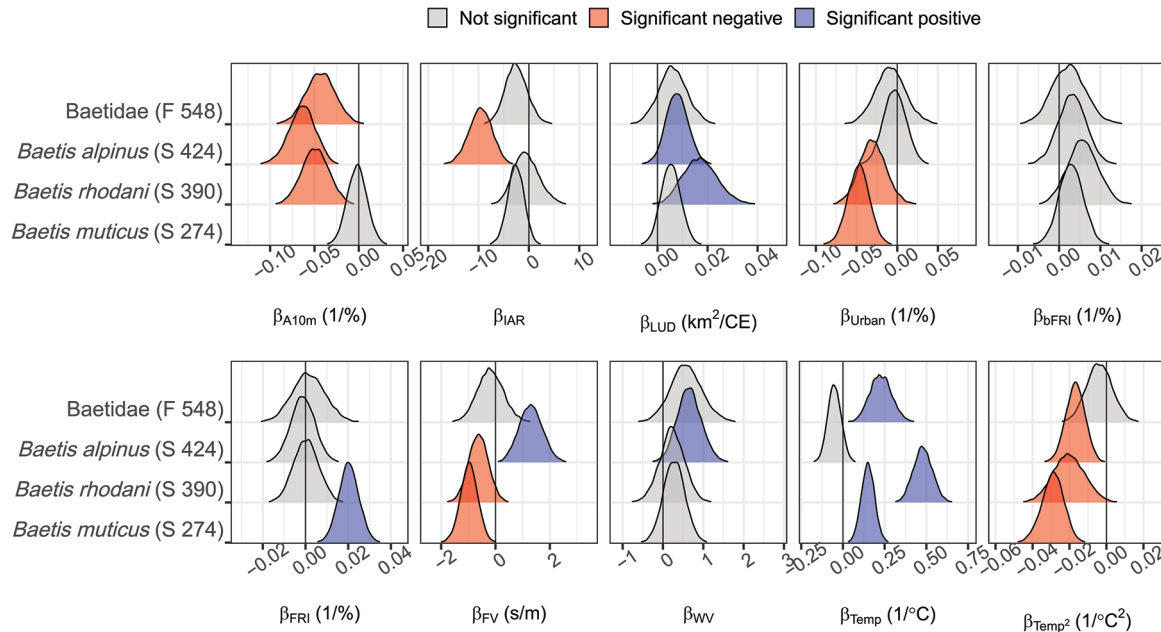 Not significant Significant negative Significant positive
Baetidae (F 548)
Baetis alpinus (S 424)
Baetis rhodani (S 390)
Baetis muticus (S 274)
−0.10 −0.05 0.00 0.05 −20 −10 0 10 0.00 0.02 0.04 −0.10 −0.05 0.00 0.05 −0.01 0.00 0.01 0.02
βA10m (1/%) βIAR βLUD (km²/CE) βUrban (1/%) βbFRI (1/%)
Baetidae (F 548)
Baetis alpinus (S 424)
Baetis rhodani (S 390)
Baetis muticus (S 274)
−0.02 0.00 0.02 0.04 −2 0 2 −1 0 1 2 3 −0.25 0.00 0.25 0.50 0.75 −0.06 −0.04 −0.02 0.00 0.02
βFRI (1/%) βFV (s/m) βWV βTemp (1/°C) βTemp² (1/°C²)